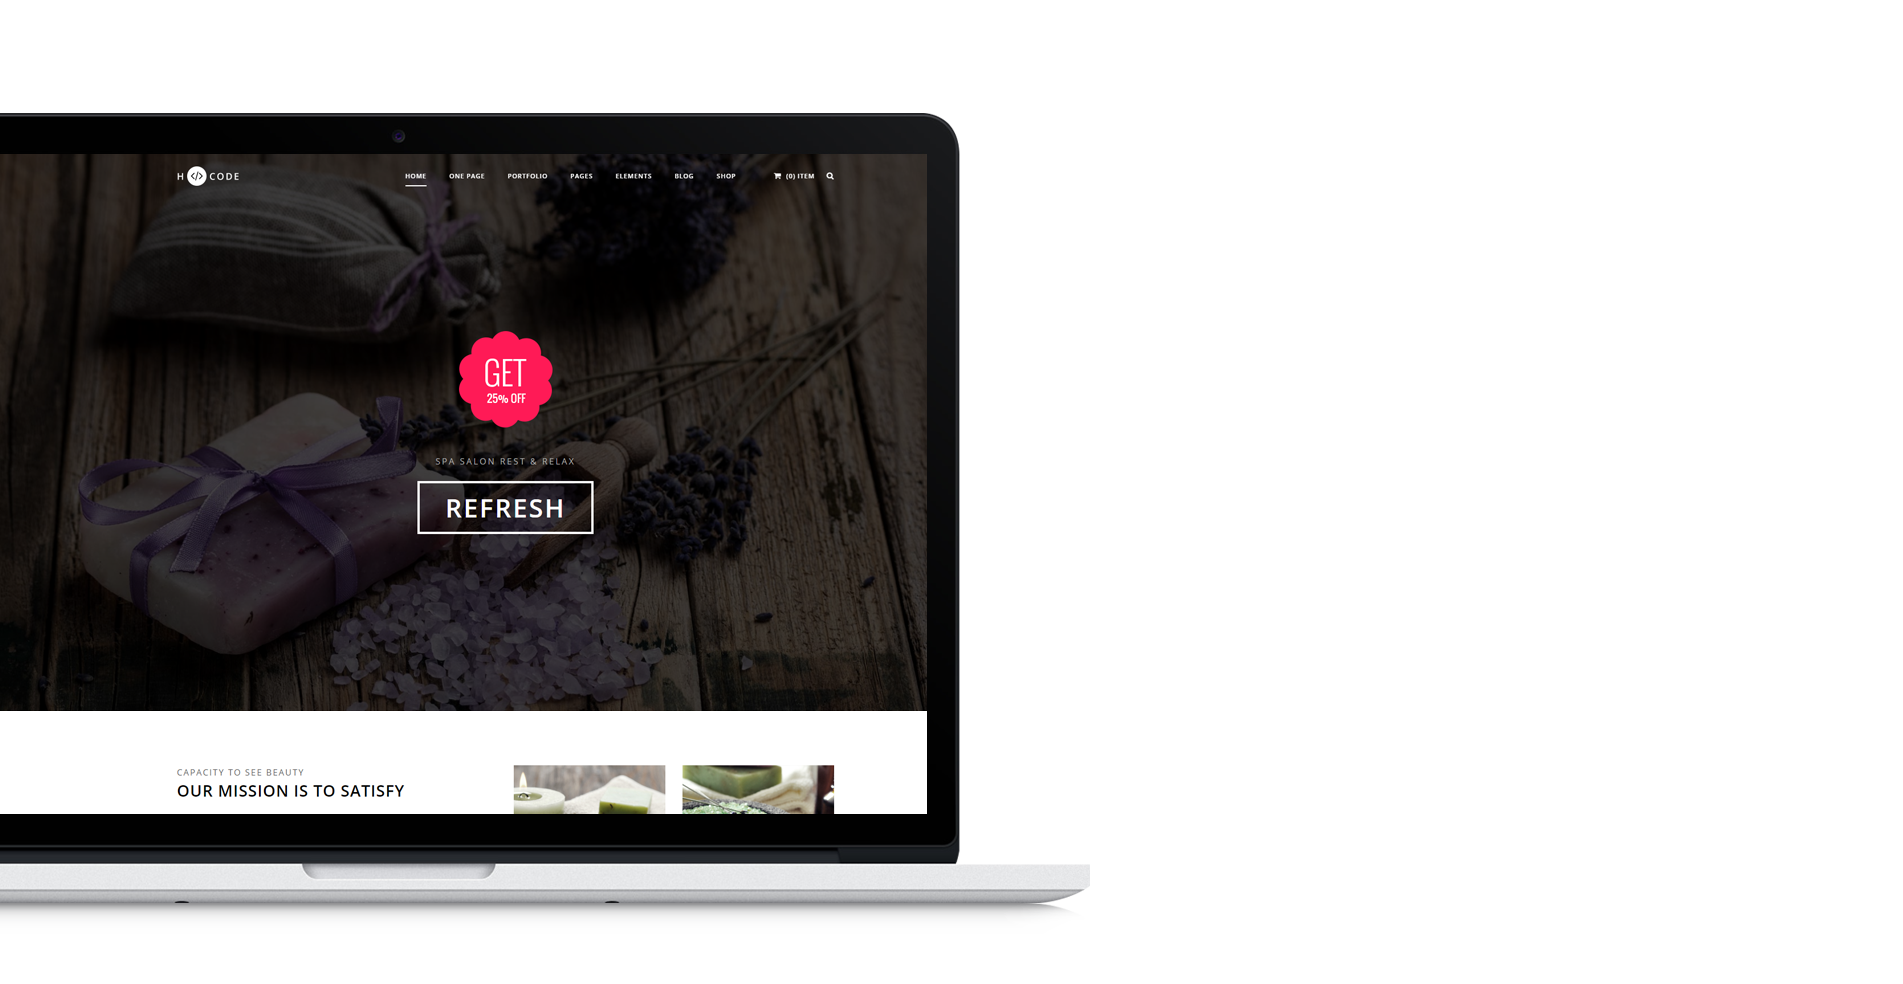 H CODE
HOME ONE PAGE PORTFOLIO PAGES ELEMENTS BLOG SHOP (0) ITEM
GET
25% OFF
SPA SALON REST & RELAX
REFRESH
CAPACITY TO SEE BEAUTY
OUR MISSION IS TO SATISFY